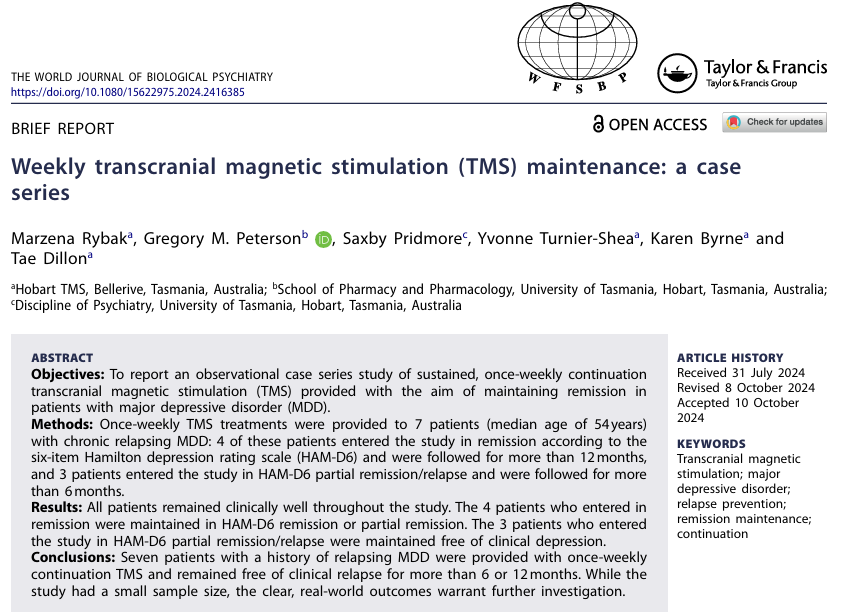 W F S B P
Taylor & Francis
Taylor & Francis Group
THE WORLD JOURNAL OF BIOLOGICAL PSYCHIATRY
https://doi.org/10.1080/15622975.2024.2416385
BRIEF REPORT
OPEN ACCESS
Check for updates
Weekly transcranial magnetic stimulation (TMS) maintenance: a case
series
Marzena Rybakᵃ, Gregory M. Petersonᵇ iD, Saxby Pridmoreᶜ, Yvonne Turnier-Sheaᵃ, Karen Byrneᵃ and
Tae Dillonᵃ
ᵃHobart TMS, Bellerive, Tasmania, Australia; ᵇSchool of Pharmacy and Pharmacology, University of Tasmania, Hobart, Tasmania, Australia;
ᶜDiscipline of Psychiatry, University of Tasmania, Hobart, Tasmania, Australia
ABSTRACT
Objectives: To report an observational case series study of sustained, once-weekly continuation
transcranial magnetic stimulation (TMS) provided with the aim of maintaining remission in
patients with major depressive disorder (MDD).
Methods: Once-weekly TMS treatments were provided to 7 patients (median age of 54 years)
with chronic relapsing MDD: 4 of these patients entered the study in remission according to the
six-item Hamilton depression rating scale (HAM-D6) and were followed for more than 12 months,
and 3 patients entered the study in HAM-D6 partial remission/relapse and were followed for more
than 6 months.
Results: All patients remained clinically well throughout the study. The 4 patients who entered in
remission were maintained in HAM-D6 remission or partial remission. The 3 patients who entered
the study in HAM-D6 partial remission/relapse were maintained free of clinical depression.
Conclusions: Seven patients with a history of relapsing MDD were provided with once-weekly
continuation TMS and remained free of clinical relapse for more than 6 or 12 months. While the
study had a small sample size, the clear, real-world outcomes warrant further investigation.
ARTICLE HISTORY
Received 31 July 2024
Revised 8 October 2024
Accepted 10 October
2024
KEYWORDS
Transcranial magnetic
stimulation; major
depressive disorder;
relapse prevention;
remission maintenance;
continuation